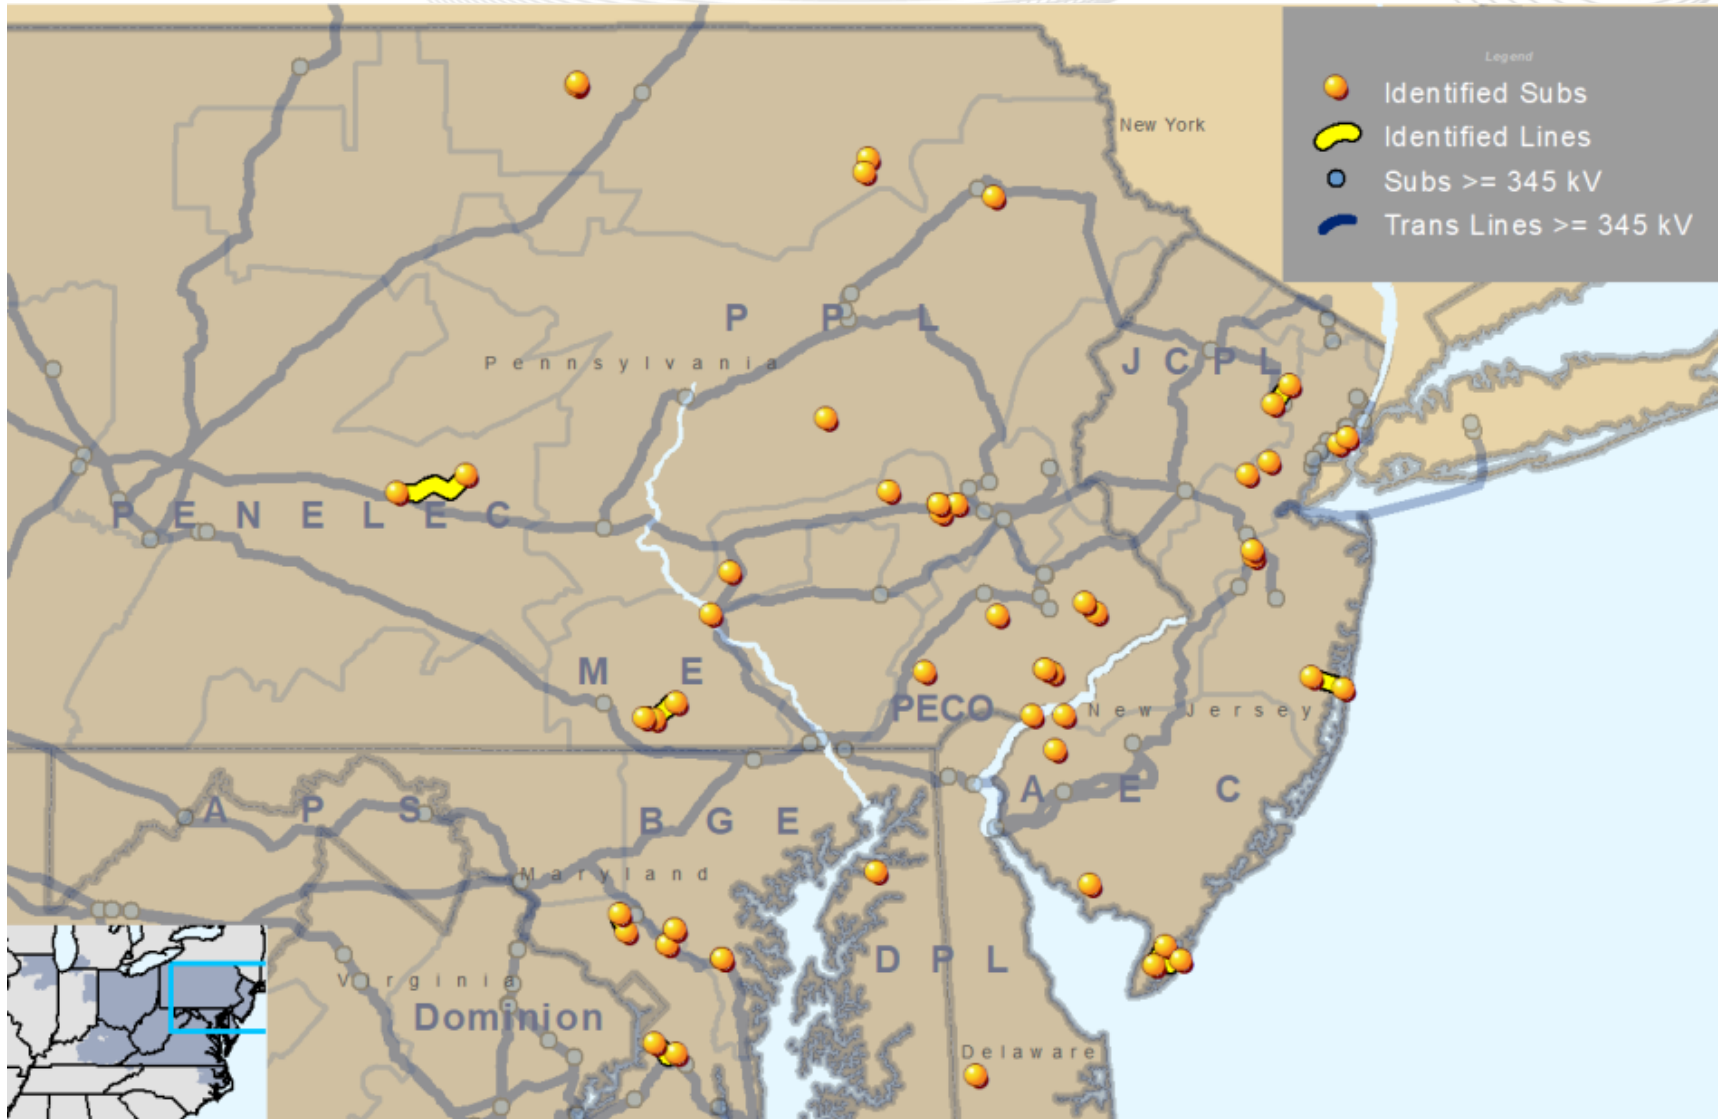 Legend
Identified Subs
Identified Lines
Subs >= 345 kV
Trans Lines >= 345 kV
New York
P P L
Pennsylvania
J C P L
P E N E L E C
M E
PECO
New Jersey
A E C
A P S
B G E
Maryland
D P L
Virginia
Dominion
Delaware